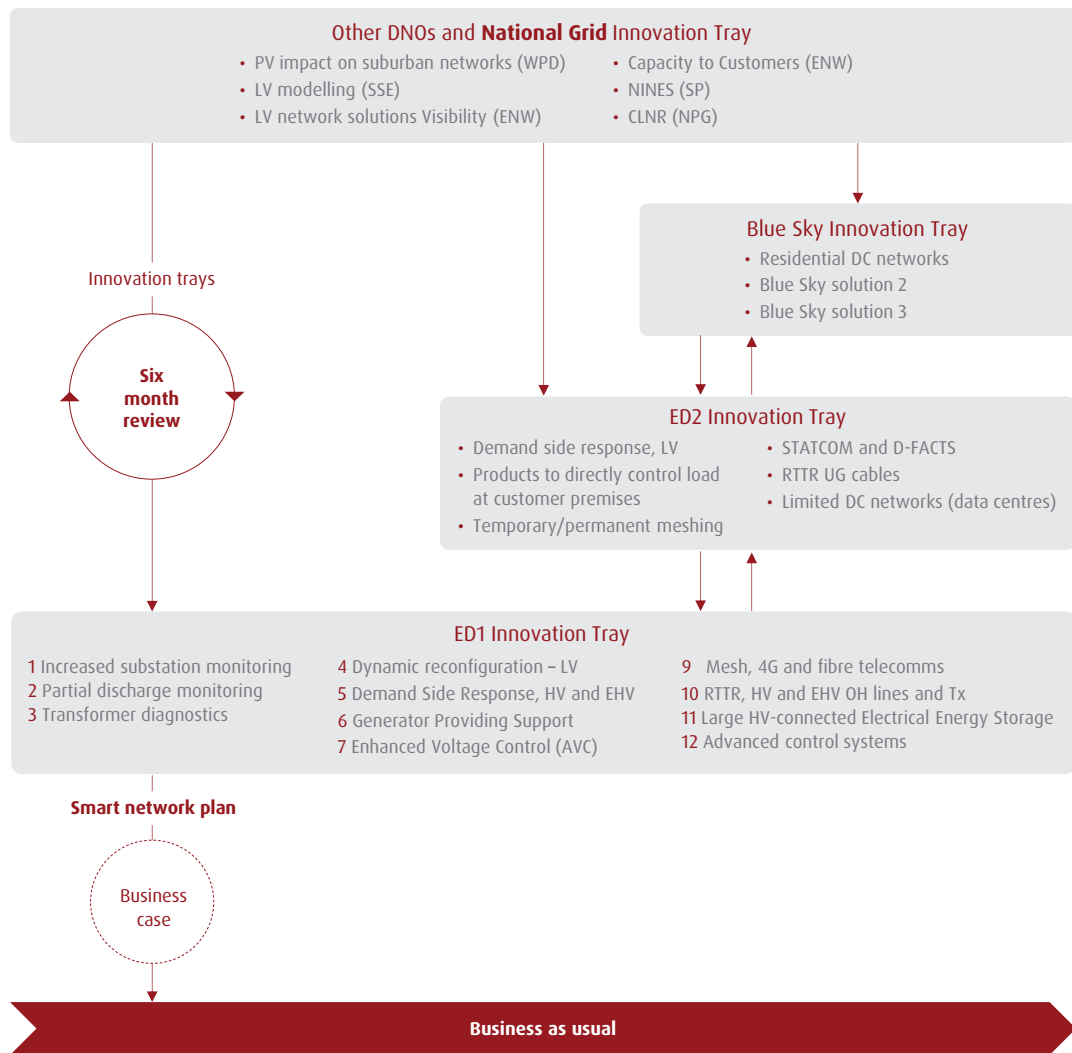 Other DNOs and National Grid Innovation Tray
• PV impact on suburban networks (WPD)
• LV modelling (SSE)
• LV network solutions Visibility (ENW)
• Capacity to Customers (ENW)
• NINES (SP)
• CLNR (NPG)
Blue Sky Innovation Tray
• Residential DC networks
• Blue Sky solution 2
• Blue Sky solution 3
Innovation trays
Six
month
review
ED2 Innovation Tray
• Demand side response, LV
• Products to directly control load
at customer premises
• Temporary/permanent meshing
• STATCOM and D-FACTS
• RTTR UG cables
• Limited DC networks (data centres)
ED1 Innovation Tray
1 Increased substation monitoring
2 Partial discharge monitoring
3 Transformer diagnostics
4 Dynamic reconfiguration – LV
5 Demand Side Response, HV and EHV
6 Generator Providing Support
7 Enhanced Voltage Control (AVC)
9 Mesh, 4G and fibre telecomms
10 RTTR, HV and EHV OH lines and Tx
11 Large HV-connected Electrical Energy Storage
12 Advanced control systems
Smart network plan
Business
case
Business as usual